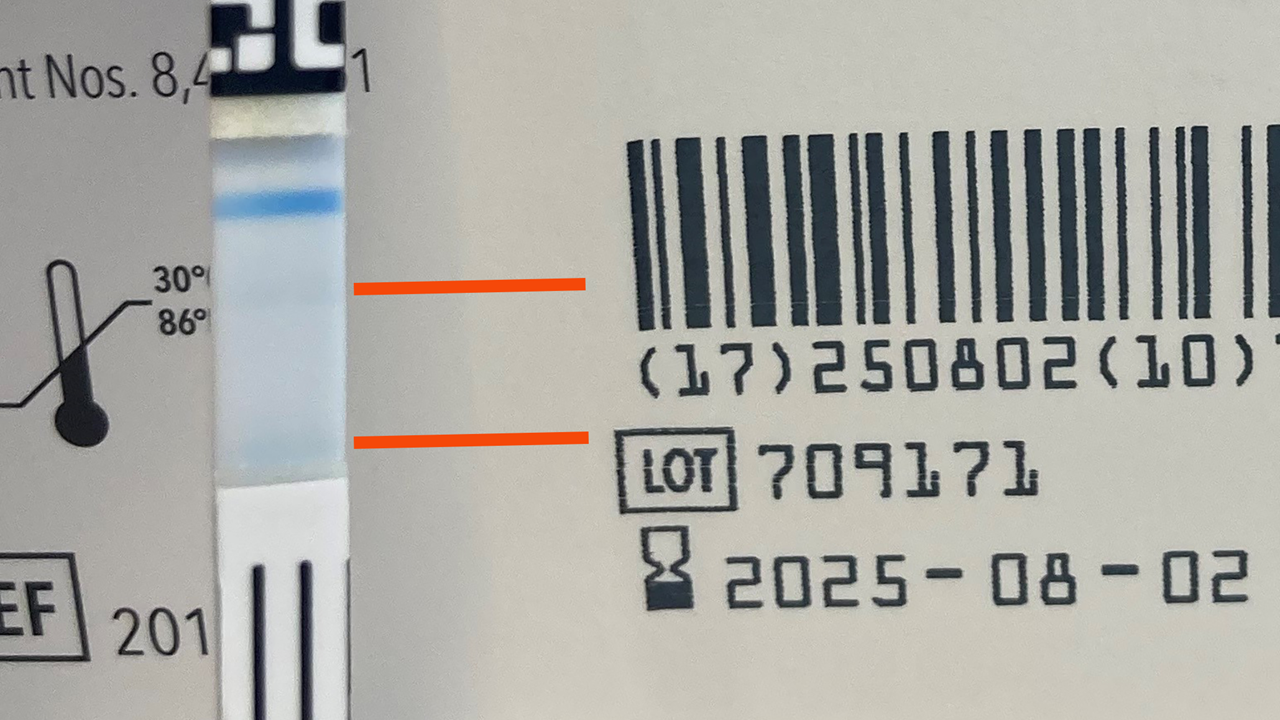 nt Nos. 8,4 1
30°
86°
(17)250802(10)
LOT 709171
2025-08-02
EF 201